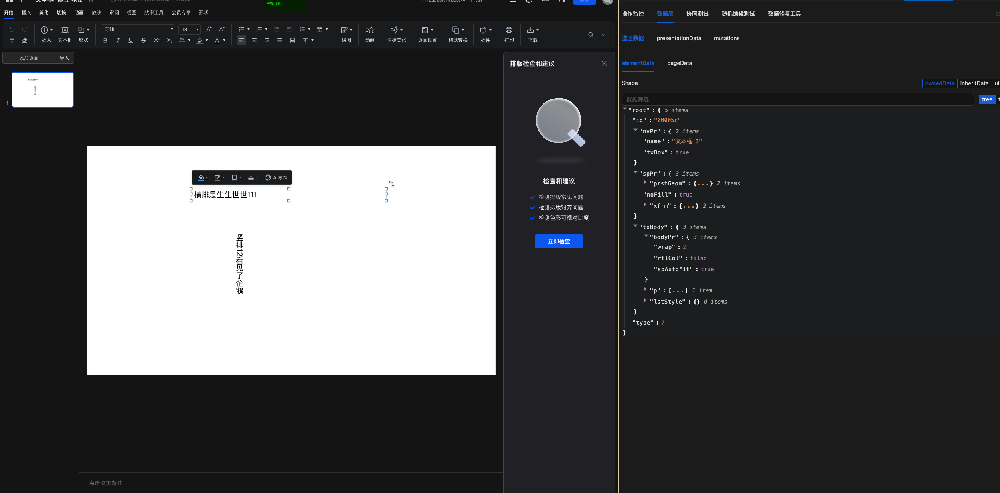 文本框-横竖排版
FPS: 59
分享
开始 插入 美化 切换 动画 放映 审阅 视图 效率工具 会员专享 形状
等线 18
插入 文本框 形状
绘图 动画 快捷美化 页面设置 格式转换 插件 打印 下载
添加页面 导入
1
AI写作
横排是生生世世111
竖排12看见了企鹅
点击添加备注
排版检查和建议
检查和建议
检测排版常见问题
检测排版对齐问题
检测色彩可视对比度
立即检查
操作监控 数据层 协同测试 随机编辑测试 数据修复工具
选区数据 presentationData mutations
elementData pageData
Shape
ownedData inheritData
数据筛选 tree
"root" : { 5 items
"id" : "00005c"
"nvPr" : { 2 items
"name" : "文本框 3"
"txBox" : true
}
"spPr" : { 3 items
"prstGeom" : {...} 2 items
"noFill" : true
"xfrm" : {...} 2 items
}
"txBody" : { 3 items
"bodyPr" : { 3 items
"wrap" : 2
"rtlCol" : false
"spAutoFit" : true
}
"p" : [...] 1 item
"lstStyle" : {} 0 items
}
"type" : 7
}